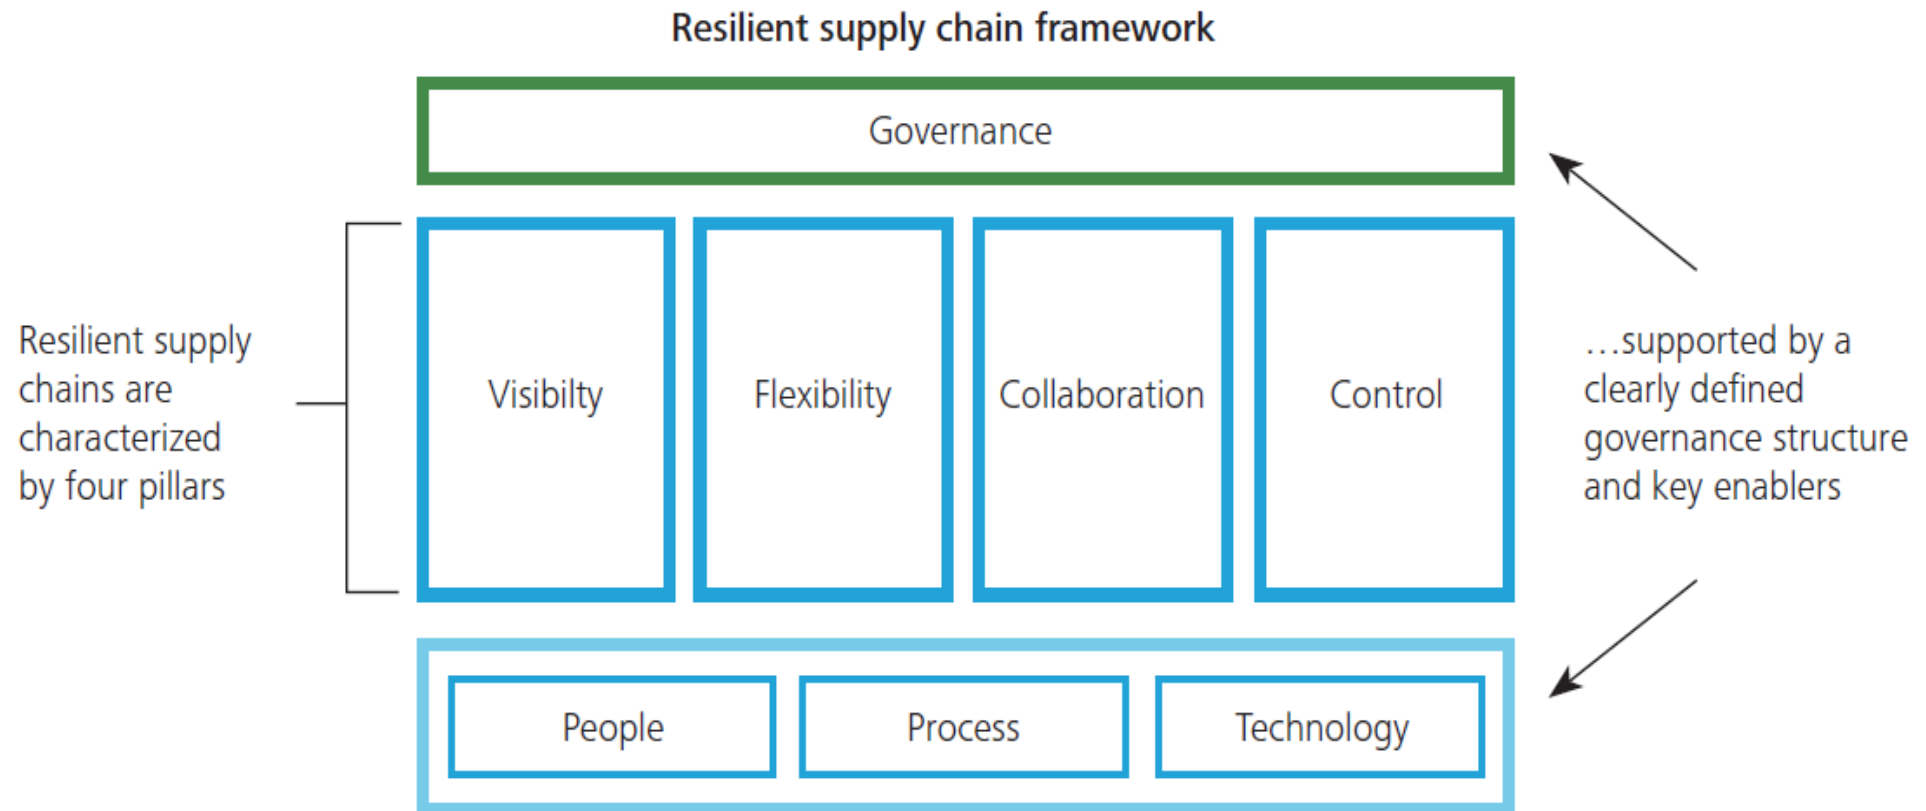 Resilient supply chain framework
Governance
Resilient supply
chains are
characterized
by four pillars
Visibilty
Flexibility
Collaboration
Control
…supported by a
clearly defined
governance structure
and key enablers
People
Process
Technology